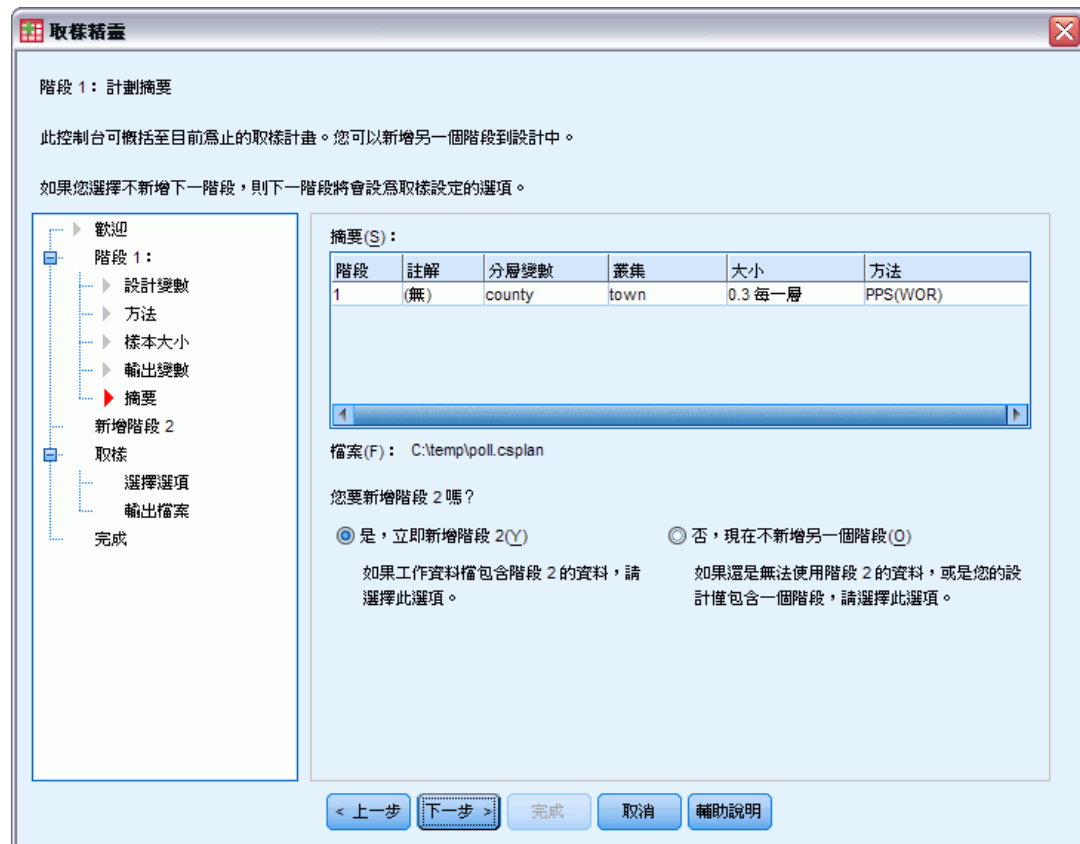 取樣精靈
階段 1：計劃摘要
此控制台可概括至目前為止的取樣計畫。您可以新增另一個階段到設計中。
如果您選擇不新增下一階段，則下一階段將會設為取樣設定的選項。
歡迎
階段 1：
設計變數
方法
樣本大小
輸出變數
摘要
新增階段 2
取樣
選擇選項
輸出檔案
完成
摘要(S)：
階段 註解 分層變數 叢集 大小 方法
1 (無) county town 0.3 每一層 PPS(WOR)
檔案(F)： C:\temp\poll.csplan
您要新增階段 2 嗎？
是，立即新增階段 2(Y)
如果工作資料檔包含階段 2 的資料，請
選擇此選項。
否，現在不新增另一個階段(O)
如果還是無法使用階段 2 的資料，或是您的設
計僅包含一個階段，請選擇此選項。
< 上一步 下一步 > 完成 取消 輔助說明